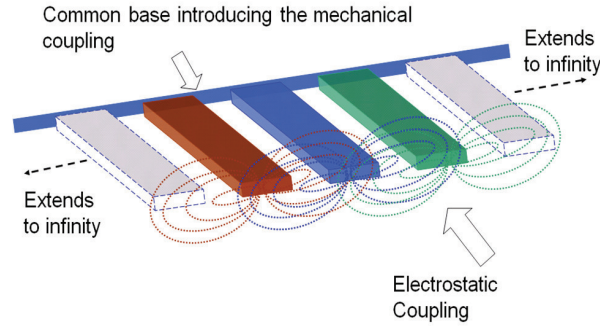 Common base introducing the mechanical
coupling
Extends
to infinity
Extends
to infinity
Electrostatic
Coupling